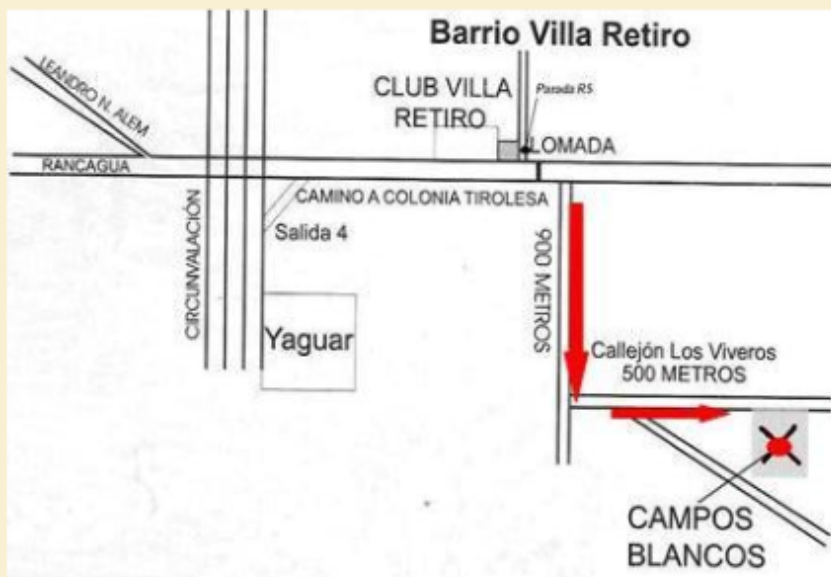 Barrio Villa Retiro
LEANDRO N. ALEM
CLUB VILLA
RETIRO
Parada R5
LOMADA
RANCAGUA
CAMINO A COLONIA TIROLESA
CIRCUNVALACIÓN
Salida 4
900 METROS
Yaguar
Callejón Los Viveros
500 METROS
CAMPOS
BLANCOS